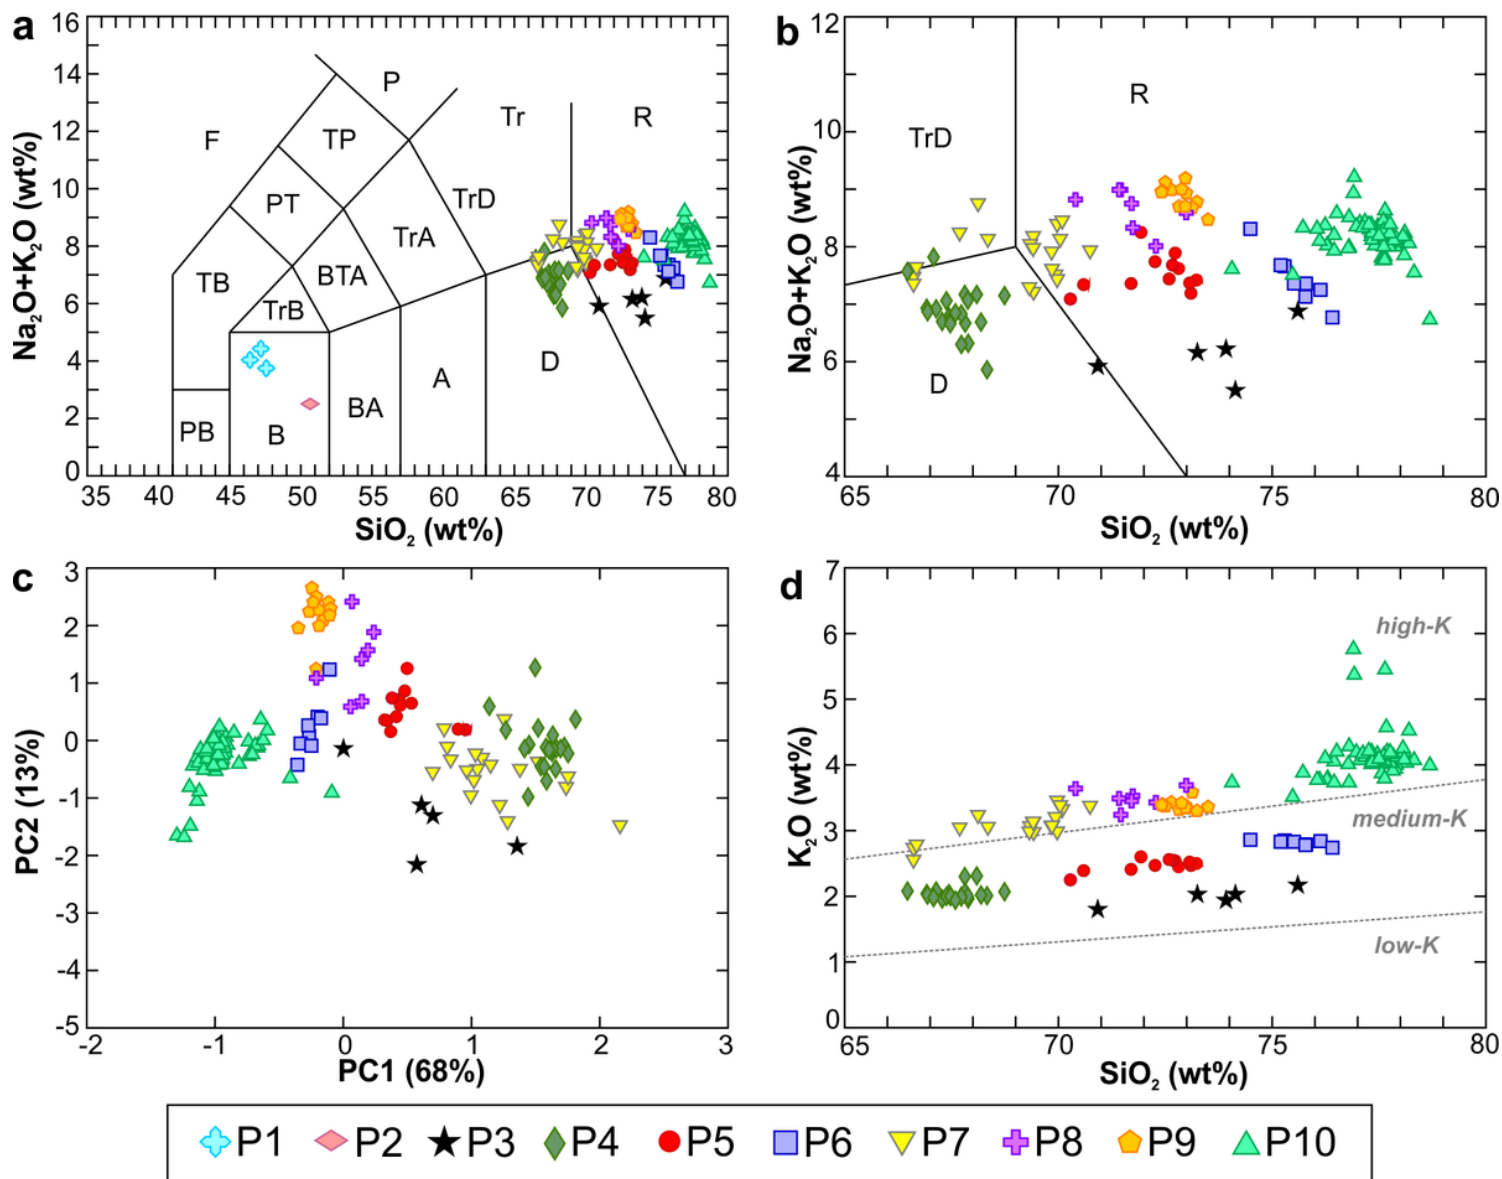 a
16
14
12
10
8
6
4
2
0
Na₂O+K₂O (wt%)
F
P
TP
PT
TB
TrB
BTA
TrA
TrD
Tr
R
PB
B
BA
A
D
35 40 45 50 55 60 65 70 75 80
SiO₂ (wt%)
b
12
10
8
6
4
Na₂O+K₂O (wt%)
TrD
R
D
65 70 75 80
SiO₂ (wt%)
c
3
2
1
0
-1
-2
-3
-4
-5
PC2 (13%)
-2 -1 0 1 2 3
PC1 (68%)
d
7
6
5
4
3
2
1
0
K₂O (wt%)
high-K
medium-K
low-K
65 70 75 80
SiO₂ (wt%)
P1 P2 P3 P4 P5 P6 P7 P8 P9 P10